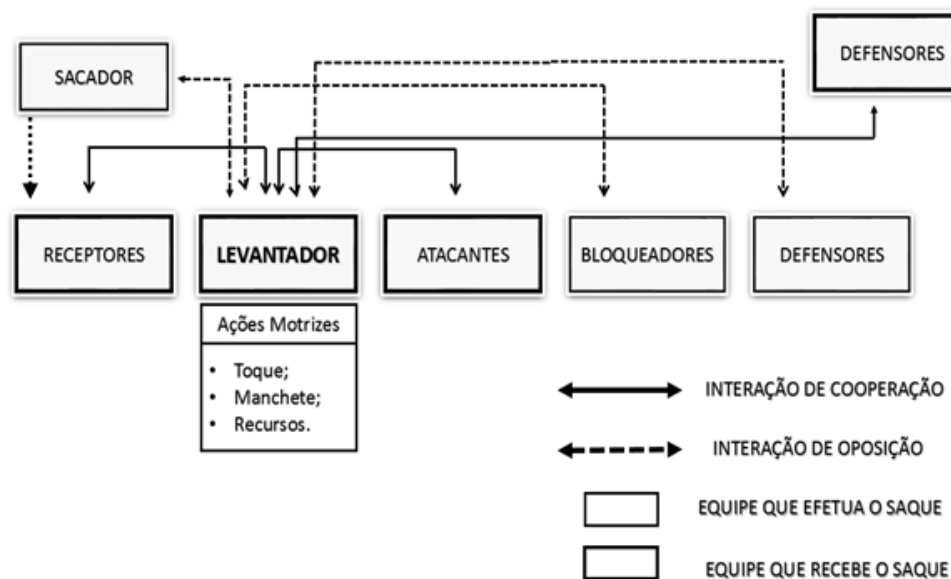 DEFENSORES
SACADOR
RECEPTORES
LEVANTADOR
ATACANTES
BLOQUEADORES
DEFENSORES
Ações Motrizes
• Toque;
• Manchete;
• Recursos.
INTERAÇÃO DE COOPERAÇÃO
INTERAÇÃO DE OPOSIÇÃO
EQUIPE QUE EFETUA O SAQUE
EQUIPE QUE RECEBE O SAQUE